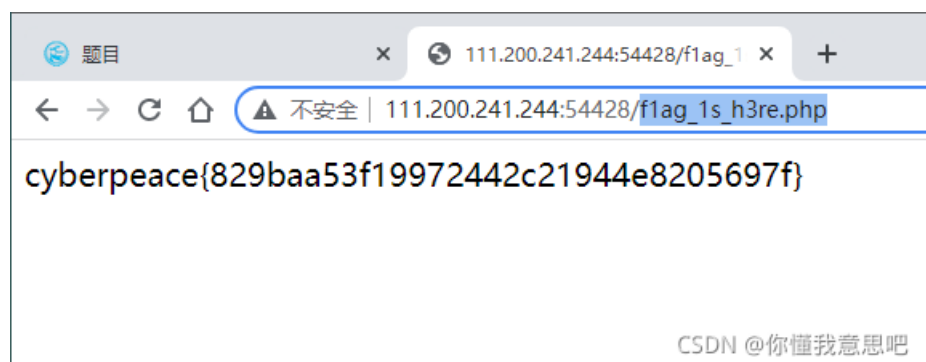 题目
111.200.241.244:54428/f1ag_1
不安全 111.200.241.244:54428/f1ag_1s_h3re.php
cyberpeace{829baa53f19972442c21944e8205697f}
CSDN @你懂我意思吧